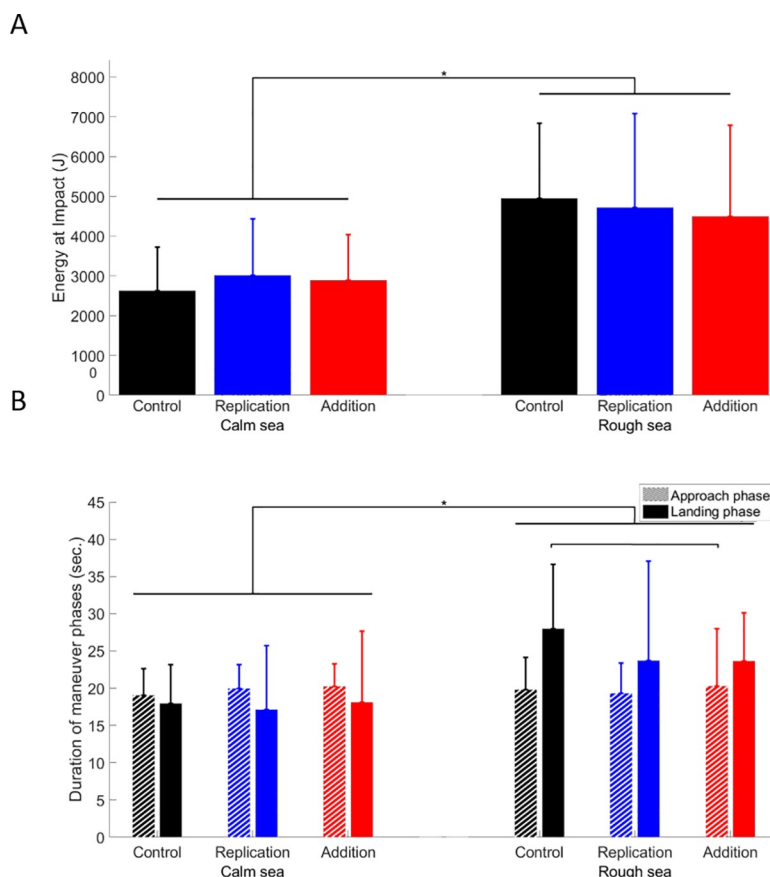 A
Energy at Impact (J)
8000
7000
6000
5000
4000
3000
2000
1000
0
0
*
Control Replication Addition Control Replication Addition
Calm sea Rough sea
B
Duration of maneuver phases (sec.)
45
40
35
30
25
20
15
10
5
0
*
Approach phase
Landing phase
Control Replication Addition Control Replication Addition
Calm sea Rough sea